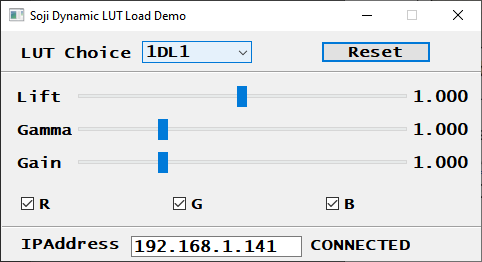 Soji Dynamic LUT Load Demo
LUT Choice 1DL1 Reset
Lift 1.000
Gamma 1.000
Gain 1.000
R G B
IPAddress 192.168.1.141 CONNECTED